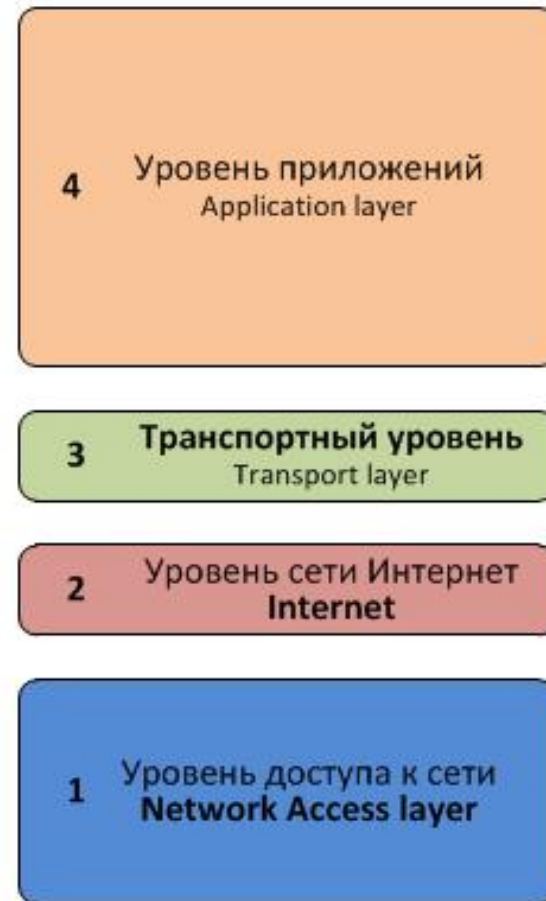 4
Уровень приложений
Application layer
3
Транспортный уровень
Transport layer
2
Уровень сети Интернет
Internet
1
Уровень доступа к сети
Network Access layer